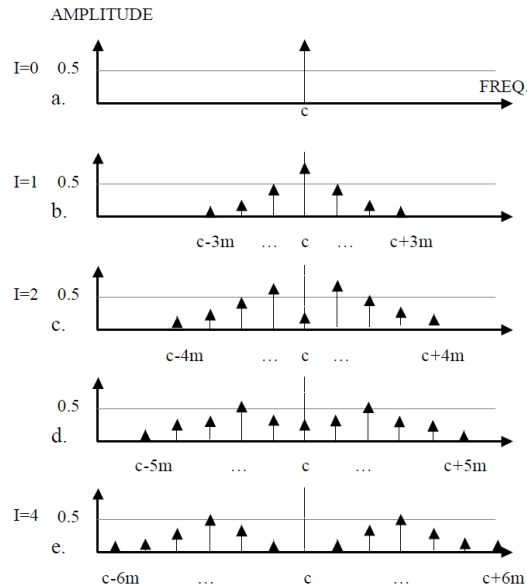 AMPLITUDE
I=0 0.5
FREQ.
a.
c
I=1 0.5
b.
c-3m … c … c+3m
I=2 0.5
c.
c-4m … c … c+4m
0.5
d.
c-5m … c … c+5m
I=4 0.5
e.
c-6m … c … c+6m